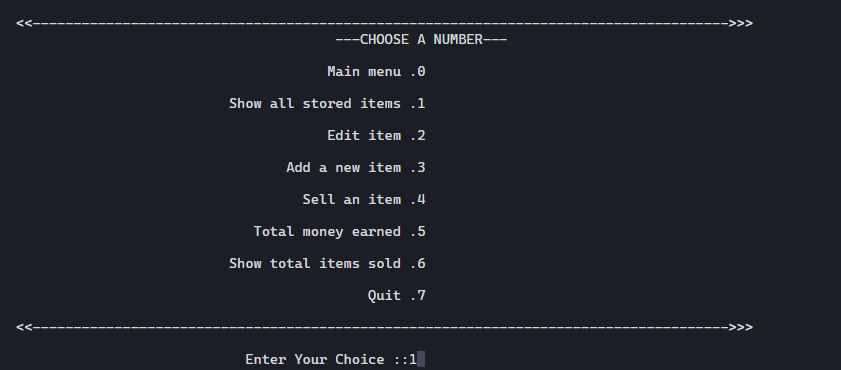 <<------------------------------------------------------------------------------------->>>
---CHOOSE A NUMBER---
Main menu .0
Show all stored items .1
Edit item .2
Add a new item .3
Sell an item .4
Total money earned .5
Show total items sold .6
Quit .7
<<------------------------------------------------------------------------------------->>>
Enter Your Choice ::1